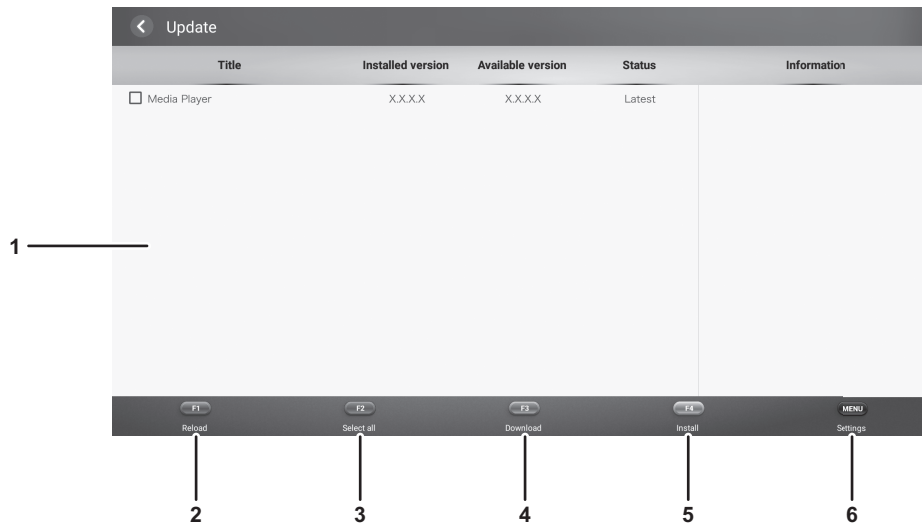 Update
Title Installed version Available version Status Information
Media Player X.X.X.X X.X.X.X Latest
1
F1 F2 F3 F4 MENU
Reload Select all Download Install Settings
2 3 4 5 6